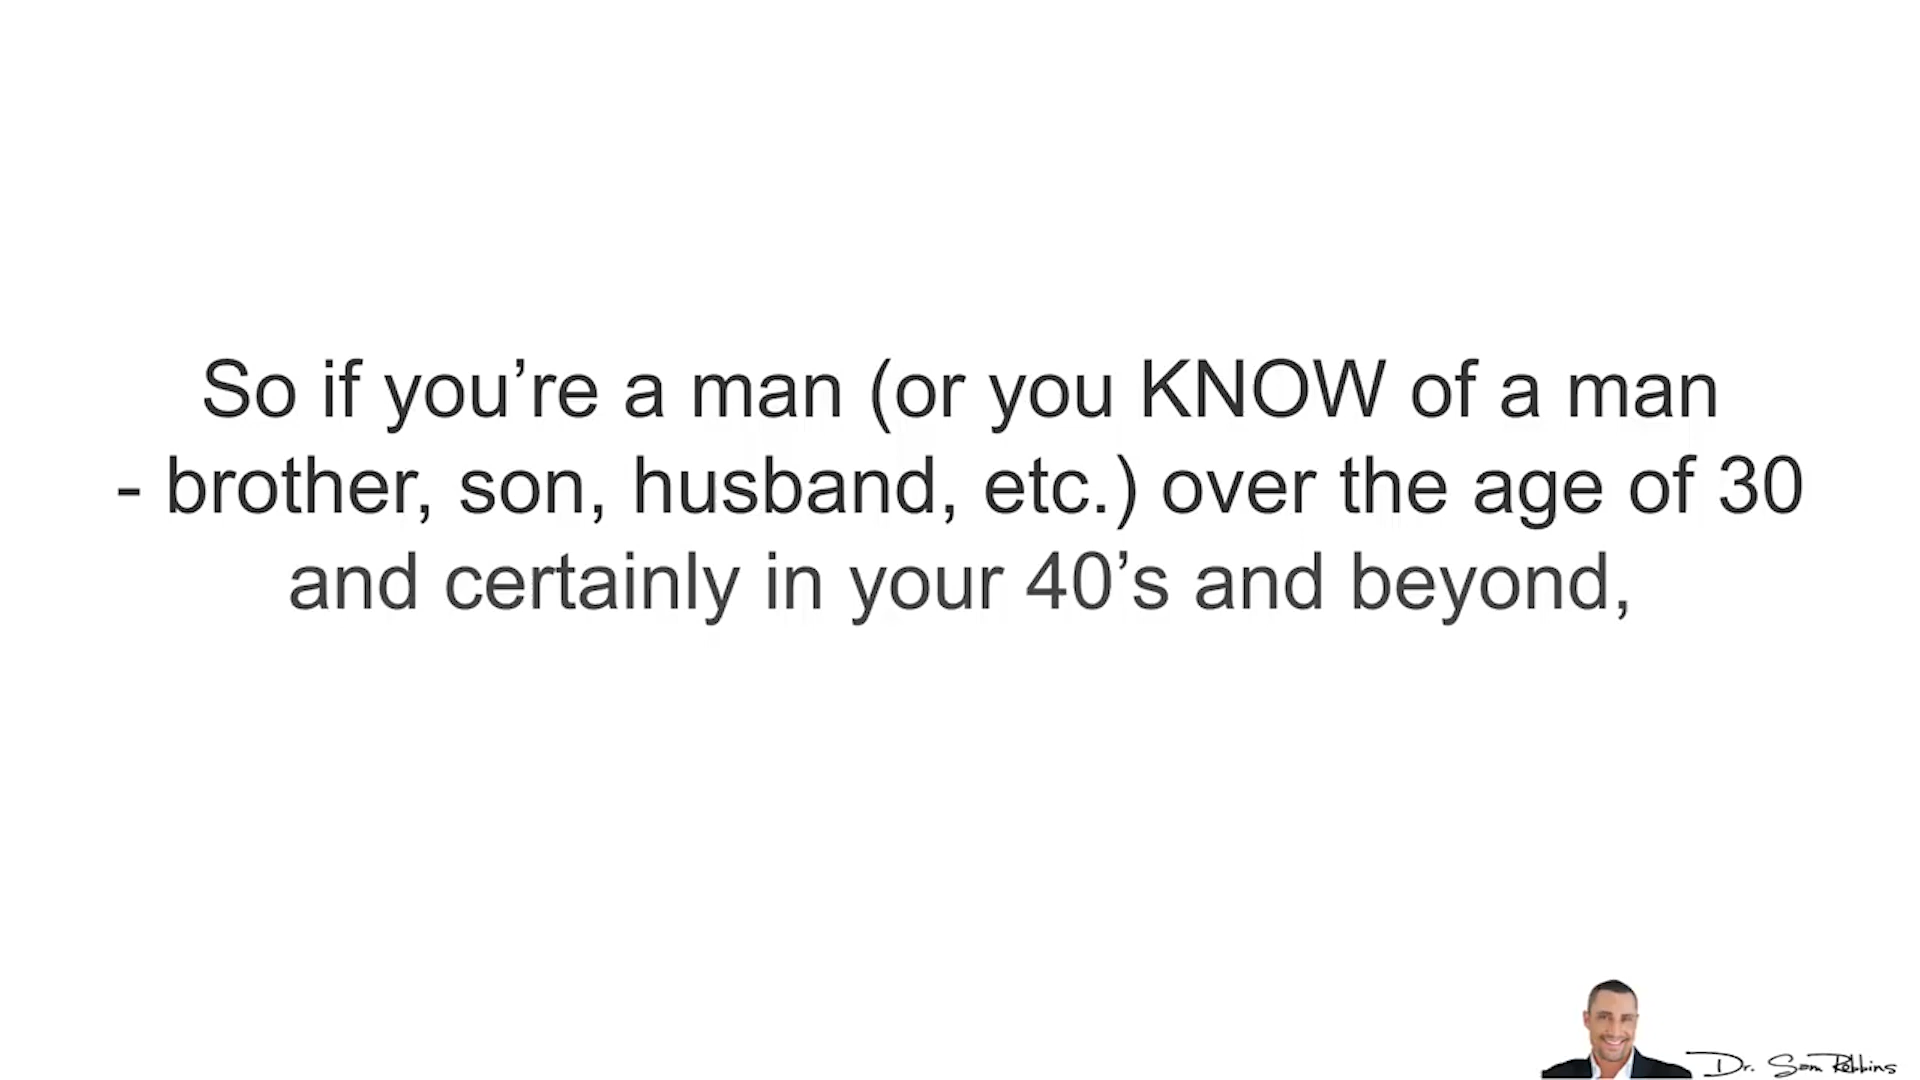 So if you’re a man (or you KNOW of a man
- brother, son, husband, etc.) over the age of 30
and certainly in your 40’s and beyond,
Dr. Sam Robbins